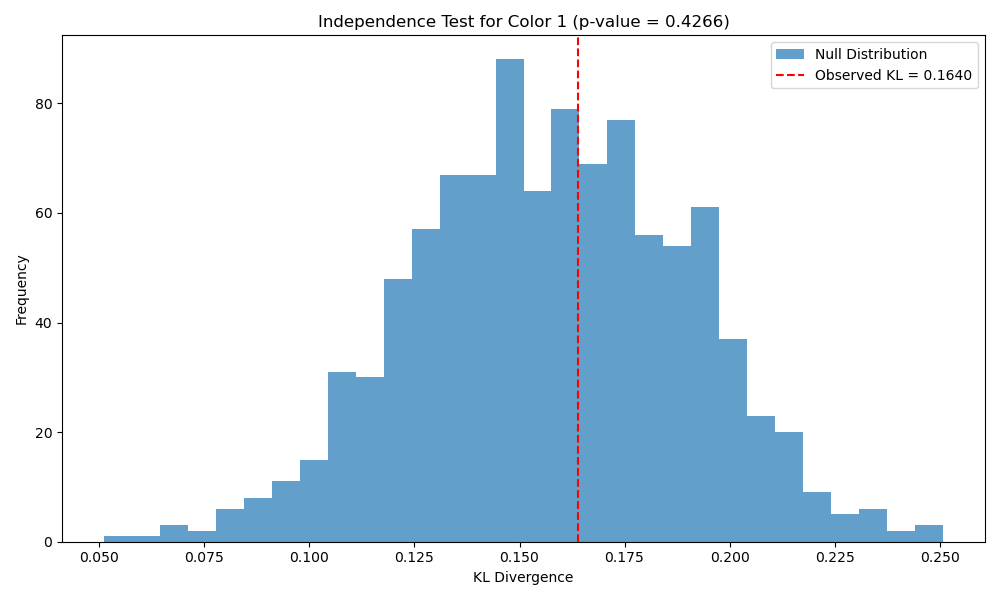 Independence Test for Color 1 (p-value = 0.4266)
Null Distribution
Observed KL = 0.1640
Frequency
80
60
40
20
0
0.050 0.075 0.100 0.125 0.150 0.175 0.200 0.225 0.250
KL Divergence